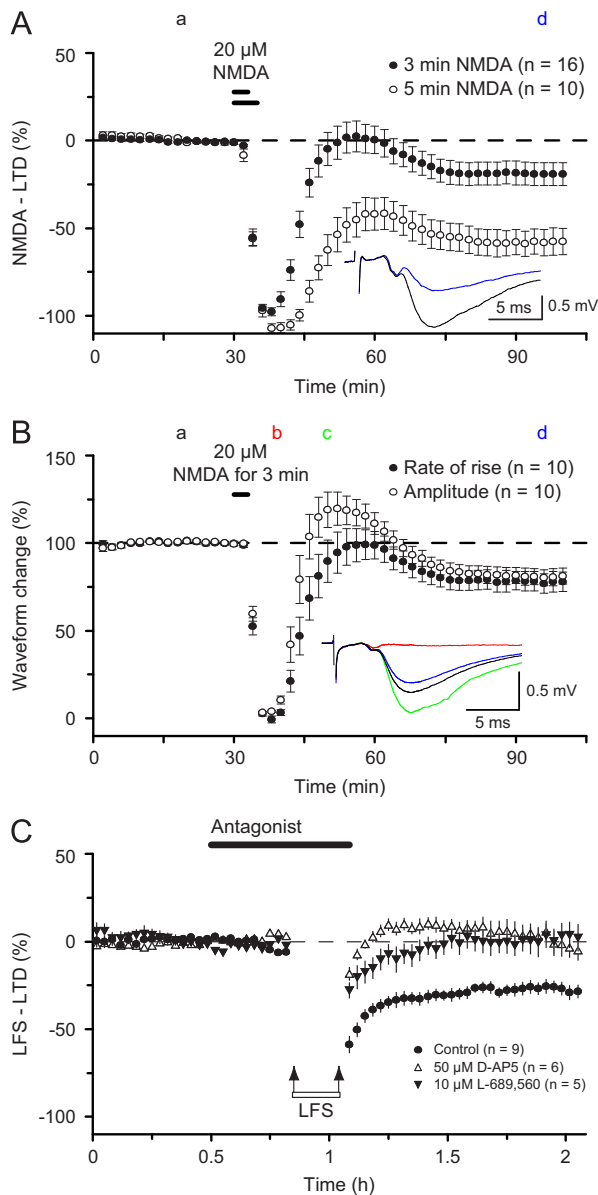 A
a
d
20 µM
NMDA
3 min NMDA (n = 16)
5 min NMDA (n = 10)
NMDA - LTD (%)
50
0
-50
-100
5 ms
0.5 mV
0
30
60
90
Time (min)
B
a
b
c
d
20 µM
NMDA for 3 min
Rate of rise (n = 10)
Amplitude (n = 10)
Waveform change (%)
150
100
50
0
0.5 mV
5 ms
0
30
60
90
Time (min)
C
Antagonist
LFS - LTD (%)
50
0
-50
-100
Control (n = 9)
50 µM D-AP5 (n = 6)
10 µM L-689,560 (n = 5)
LFS
0
0.5
1
1.5
2
Time (h)